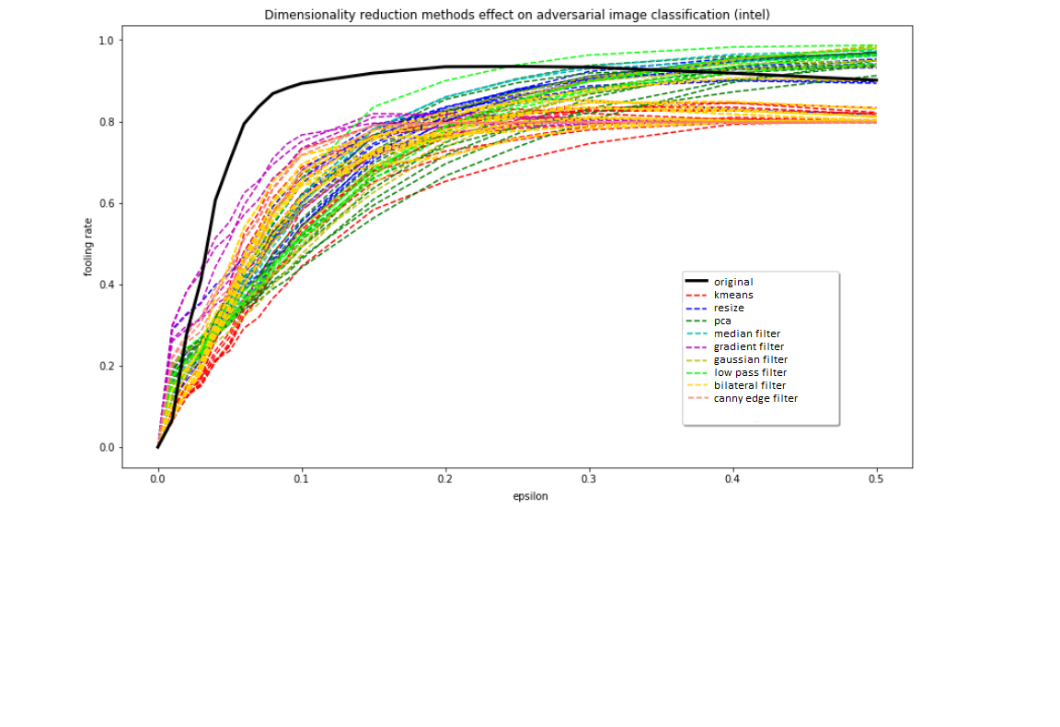 Dimensionality reduction methods effect on adversarial image classification (intel)
1.0
0.8
0.6
0.4
0.2
0.0
fooling rate
original
kmeans
resize
pca
median filter
gradient filter
gaussian filter
low pass filter
bilateral filter
canny edge filter
0.0 0.1 0.2 0.3 0.4 0.5
epsilon